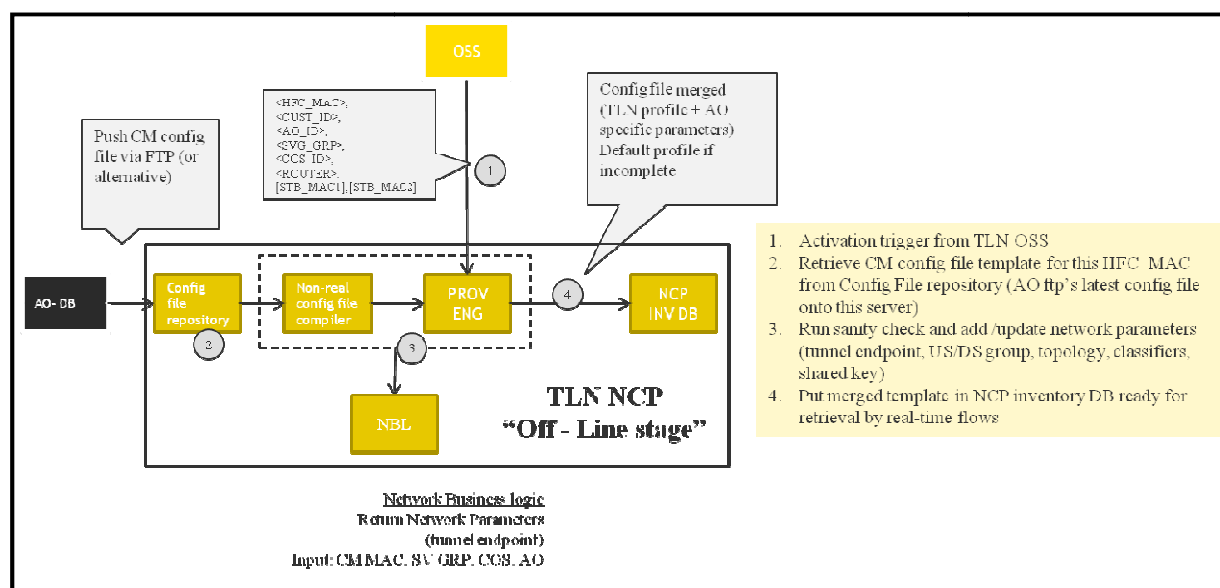 OSS
<HFC_MAC>,
<CUST_ID>,
<AO_ID>,
<SVG_GRP>,
<COS_ID>,
<ROUTER>,
[STB_MAC1],[STB_MAC2]
1
Config file merged
(TLN profile + AO
specific parameters)
Default profile if
incomplete
Push CM config
file via FTP (or
alternative)
AO- DB
Config
file
repository
2
Non-real
config file
compiler
PROV
ENG
4
NCP
INV DB
3
NBL
TLN NCP
“Off - Line stage”
1. Activation trigger from TLN OSS
2. Retrieve CM config file template for this HFC_MAC
from Config File repository (AO ftp’s latest config file
onto this server)
3. Run sanity check and add /update network parameters
(tunnel endpoint, US/DS group, topology, classifiers,
shared key)
4. Put merged template in NCP inventory DB ready for
retrieval by real-time flows
Network Business logic
Return Network Parameters
(tunnel endpoint)
Input: CM MAC, SV GRP, COS, AO